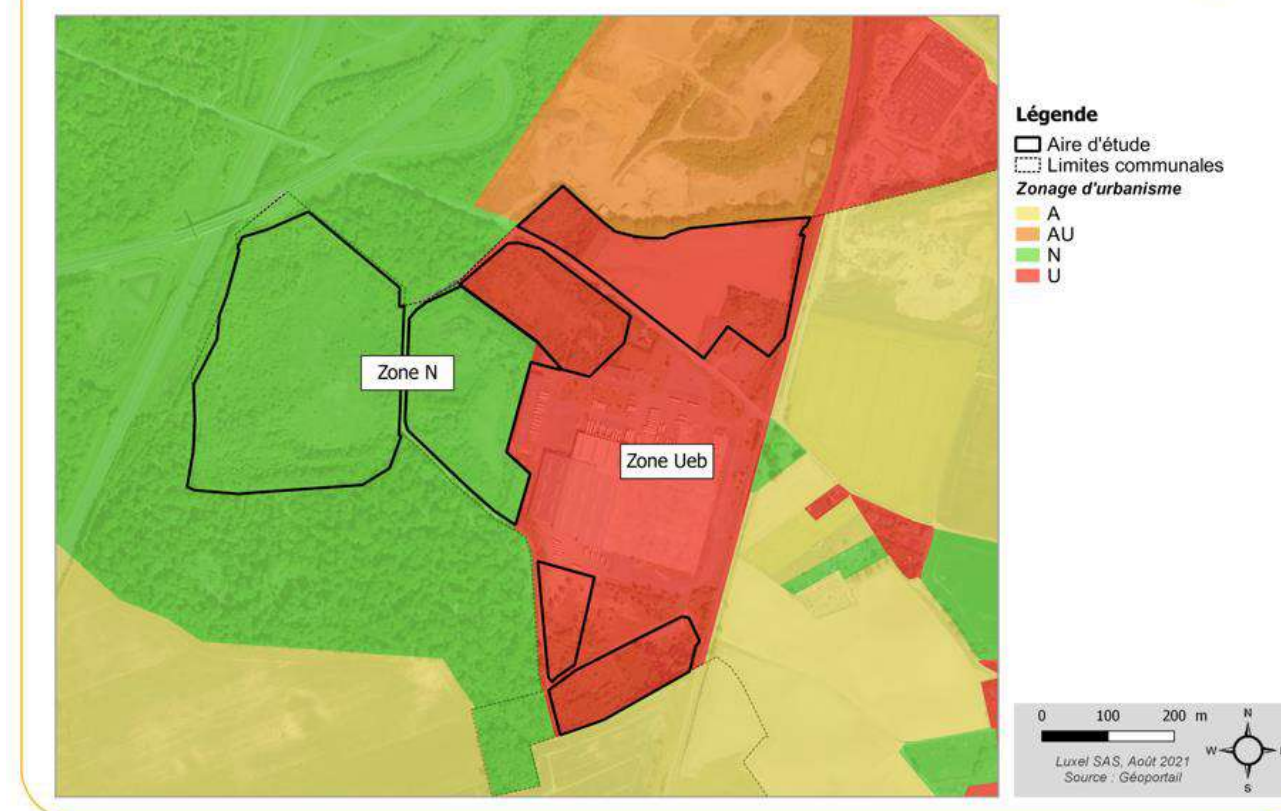 Zone N
Zone Ueb
Légende
Aire d'étude
Limites communales
Zonage d'urbanisme
A
AU
N
U
0 100 200 m
N
W
S
Luxel SAS, Août 2021
Source : Géoportail